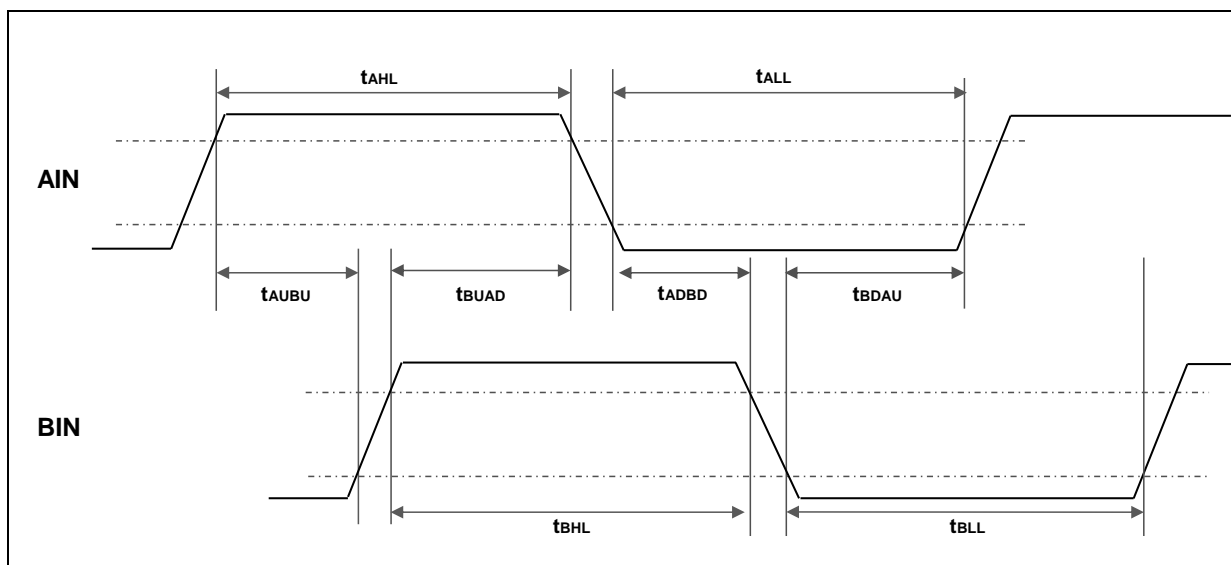 tAHL
tALL
AIN
tAUBU
tBUAD
tADBD
tBDAU
BIN
tBHL
tBLL